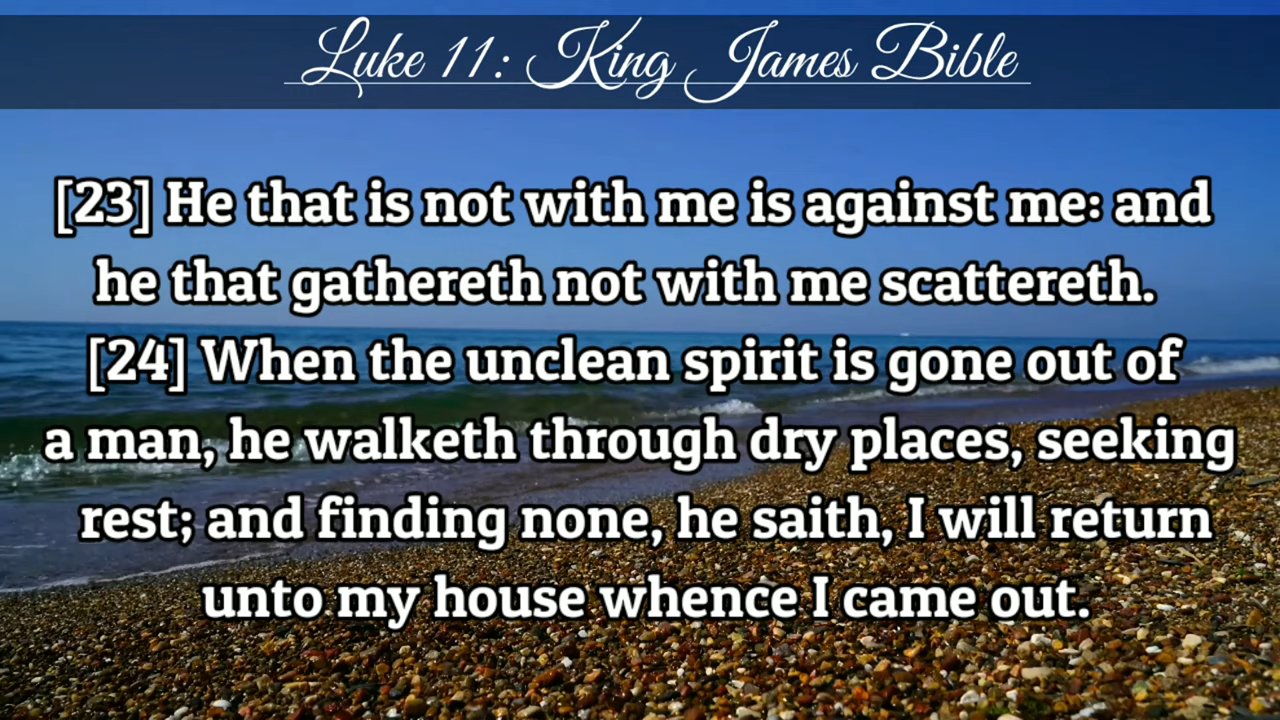 Luke 11: King James Bible
[23] He that is not with me is against me: and
he that gathereth not with me scattereth.
[24] When the unclean spirit is gone out of
a man, he walketh through dry places, seeking
rest; and finding none, he saith, I will return
unto my house whence I came out.